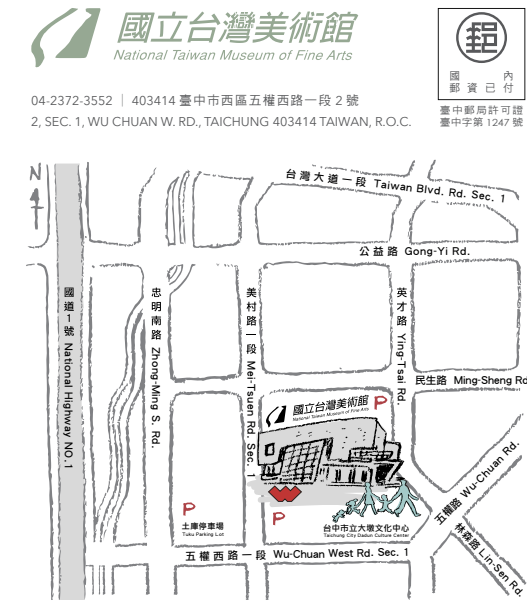 國立台灣美術館
National Taiwan Museum of Fine Arts
郵
國內
郵資已付
臺中郵局許可證
臺中字第 1247 號
04-2372-3552 | 403414 臺中市西區五權西路一段 2 號
2, SEC. 1, WU CHUAN W. RD., TAICHUNG 403414 TAIWAN, R.O.C.
N
台灣大道一段 Taiwan Blvd. Rd. Sec. 1
公益路 Gong-Yi Rd.
國道1號 National Highway NO.1
忠明南路 Zhong-Ming S. Rd.
美村路一段 Mei-Tsuen Rd. Sec. 1
英才路 Ying-Tsai Rd.
民生路 Ming-Sheng Rd
國立台灣美術館
National Taiwan Museum of Fine Arts
P
P
土庫停車場
Tuku Parking Lot
P
台中市立大墩文化中心
Taichung City Dadun Culture Center
五權路 Wu-Chuan Rd.
林森路 Lin-Sen Rd.
五權西路一段 Wu-Chuan West Rd. Sec. 1